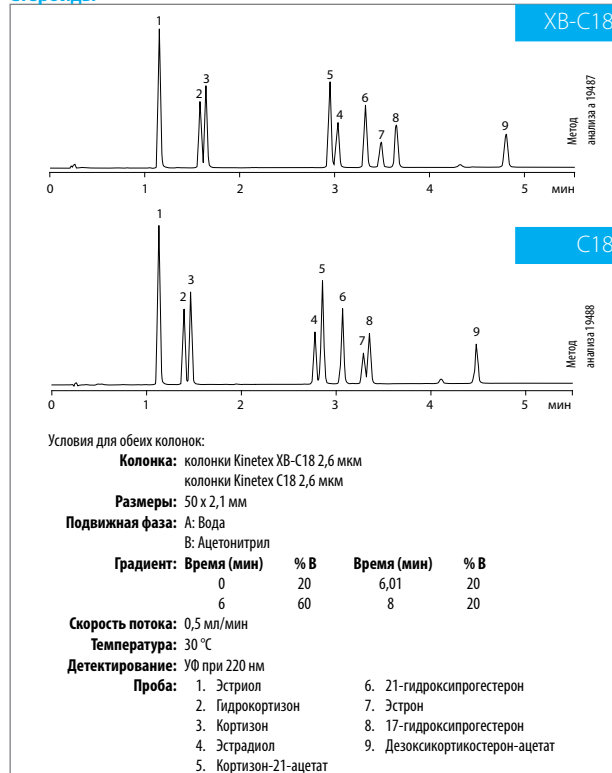 XB-C18
1
2
3
5
4
6
7
8
9
Метод
анализа a 19487
0 1 2 3 4 5 мин
C18
1
2
3
4
5
6
7
8
9
Метод
анализа 19488
0 1 2 3 4 5 мин
Условия для обеих колонок:
Колонка: колонки Kinetex XB-C18 2,6 мкм
колонки Kinetex C18 2,6 мкм
Размеры: 50 x 2,1 мм
Подвижная фаза: А: Вода
В: Ацетонитрил
Градиент: Время (мин) % В Время (мин) % В
0 20 6,01 20
6 60 8 20
Скорость потока: 0,5 мл/мин
Температура: 30 °C
Детектирование: УФ при 220 нм
Проба: 1. Эстриол 6. 21-гидроксипрогестерон
2. Гидрокортизон 7. Эстрон
3. Кортизон 8. 17-гидроксипрогестерон
4. Эстрадиол 9. Дезоксикортикостерон-ацетат
5. Кортизон-21-ацетат